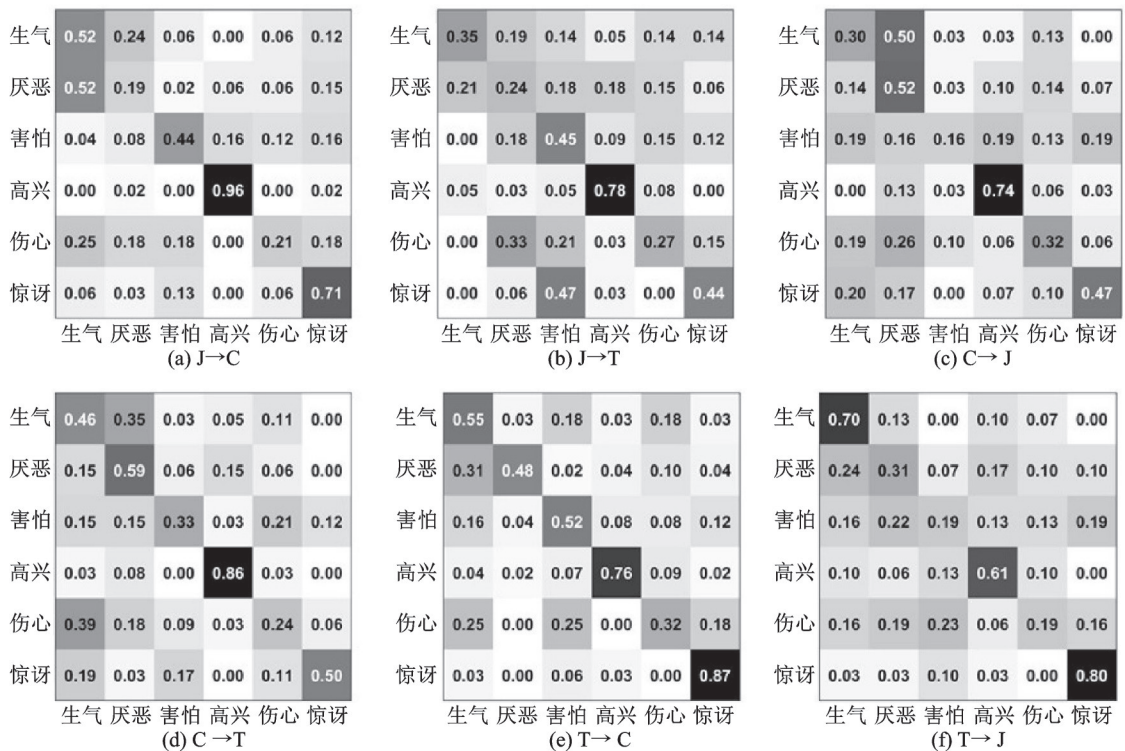 生气 0.52 0.24 0.06 0.00 0.06 0.12
厌恶 0.52 0.19 0.02 0.06 0.06 0.15
害怕 0.04 0.08 0.44 0.16 0.12 0.16
高兴 0.00 0.02 0.00 0.96 0.00 0.02
伤心 0.25 0.18 0.18 0.00 0.21 0.18
惊讶 0.06 0.03 0.13 0.00 0.06 0.71
生气 厌恶 害怕 高兴 伤心 惊讶
(a) J→C
生气 0.35 0.19 0.14 0.05 0.14 0.14
厌恶 0.21 0.24 0.18 0.18 0.15 0.06
害怕 0.00 0.18 0.45 0.09 0.15 0.12
高兴 0.05 0.03 0.05 0.78 0.08 0.00
伤心 0.00 0.33 0.21 0.03 0.27 0.15
惊讶 0.00 0.06 0.47 0.03 0.00 0.44
生气 厌恶 害怕 高兴 伤心 惊讶
(b) J→T
生气 0.30 0.50 0.03 0.03 0.13 0.00
厌恶 0.14 0.52 0.03 0.10 0.14 0.07
害怕 0.19 0.16 0.16 0.19 0.13 0.19
高兴 0.00 0.13 0.03 0.74 0.06 0.03
伤心 0.19 0.26 0.10 0.06 0.32 0.06
惊讶 0.20 0.17 0.00 0.07 0.10 0.47
生气 厌恶 害怕 高兴 伤心 惊讶
(c) C→ J
生气 0.46 0.35 0.03 0.05 0.11 0.00
厌恶 0.15 0.59 0.06 0.15 0.06 0.00
害怕 0.15 0.15 0.33 0.03 0.21 0.12
高兴 0.03 0.08 0.00 0.86 0.03 0.00
伤心 0.39 0.18 0.09 0.03 0.24 0.06
惊讶 0.19 0.03 0.17 0.00 0.11 0.50
生气 厌恶 害怕 高兴 伤心 惊讶
(d) C →T
生气 0.55 0.03 0.18 0.03 0.18 0.03
厌恶 0.31 0.48 0.02 0.04 0.10 0.04
害怕 0.16 0.04 0.52 0.08 0.08 0.12
高兴 0.04 0.02 0.07 0.76 0.09 0.02
伤心 0.25 0.00 0.25 0.00 0.32 0.18
惊讶 0.03 0.00 0.06 0.03 0.00 0.87
生气 厌恶 害怕 高兴 伤心 惊讶
(e) T→ C
生气 0.70 0.13 0.00 0.10 0.07 0.00
厌恶 0.24 0.31 0.07 0.17 0.10 0.10
害怕 0.16 0.22 0.19 0.13 0.13 0.19
高兴 0.10 0.06 0.13 0.61 0.10 0.00
伤心 0.16 0.19 0.23 0.06 0.19 0.16
惊讶 0.03 0.03 0.10 0.03 0.00 0.80
生气 厌恶 害怕 高兴 伤心 惊讶
(f) T→ J